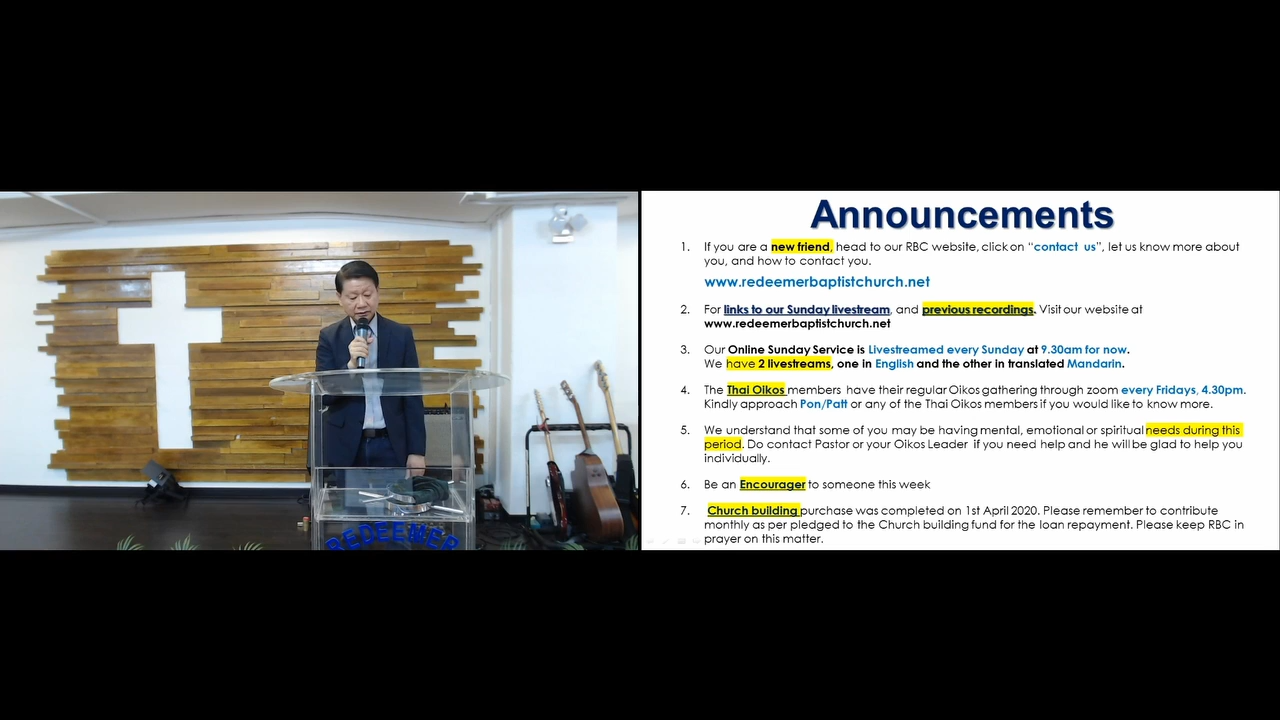 REDEEMER
Announcements
1. If you are a new friend, head to our RBC website, click on “contact us”, let us know more about
you, and how to contact you.
www.redeemerbaptistchurch.net
2. For links to our Sunday livestream, and previous recordings. Visit our website at
www.redeemerbaptistchurch.net
3. Our Online Sunday Service is Livestreamed every Sunday at 9.30am for now.
We have 2 livestreams, one in English and the other in translated Mandarin.
4. The Thai Oikos members have their regular Oikos gathering through zoom every Fridays, 4.30pm.
Kindly approach Pon/Patt or any of the Thai Oikos members if you would like to know more.
5. We understand that some of you may be having mental, emotional or spiritual needs during this
period. Do contact Pastor or your Oikos Leader if you need help and he will be glad to help you
individually.
6. Be an Encourager to someone this week
7. Church building purchase was completed on 1st April 2020. Please remember to contribute
monthly as per pledged to the Church building fund for the loan repayment. Please keep RBC in
prayer on this matter.